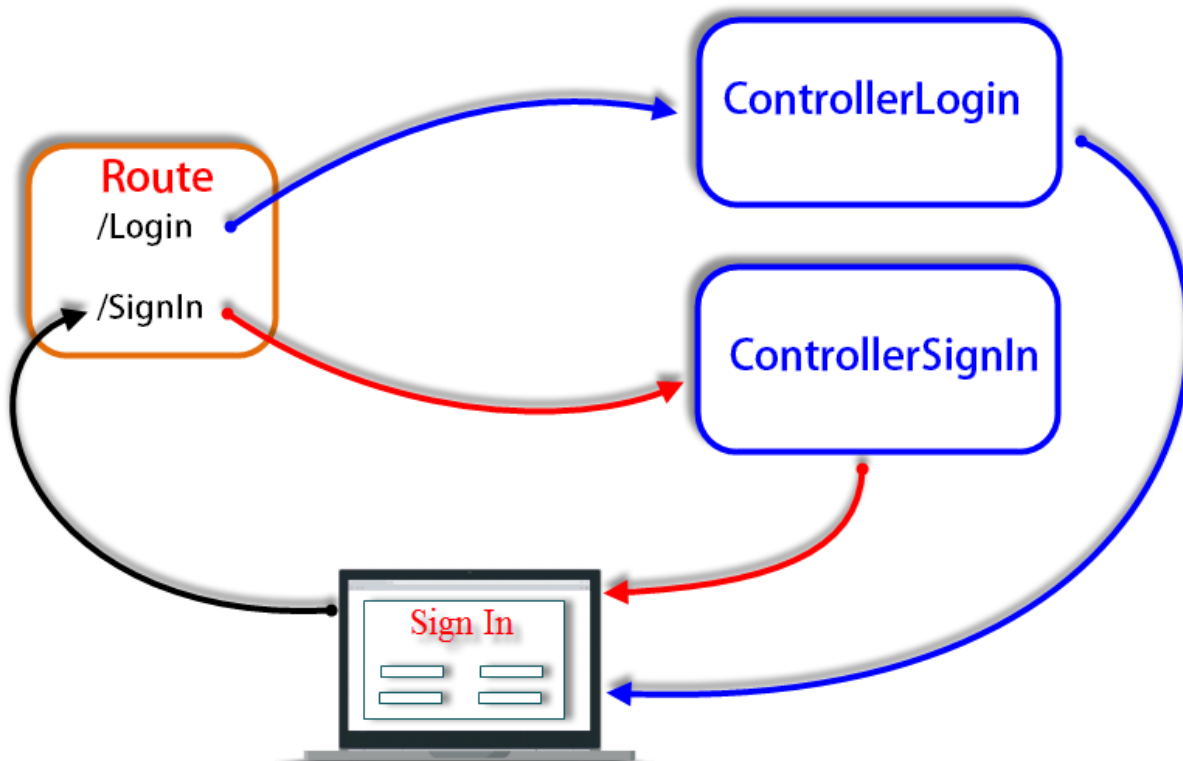 Route
/Login
/SignIn
ControllerLogin
ControllerSignIn
Sign In